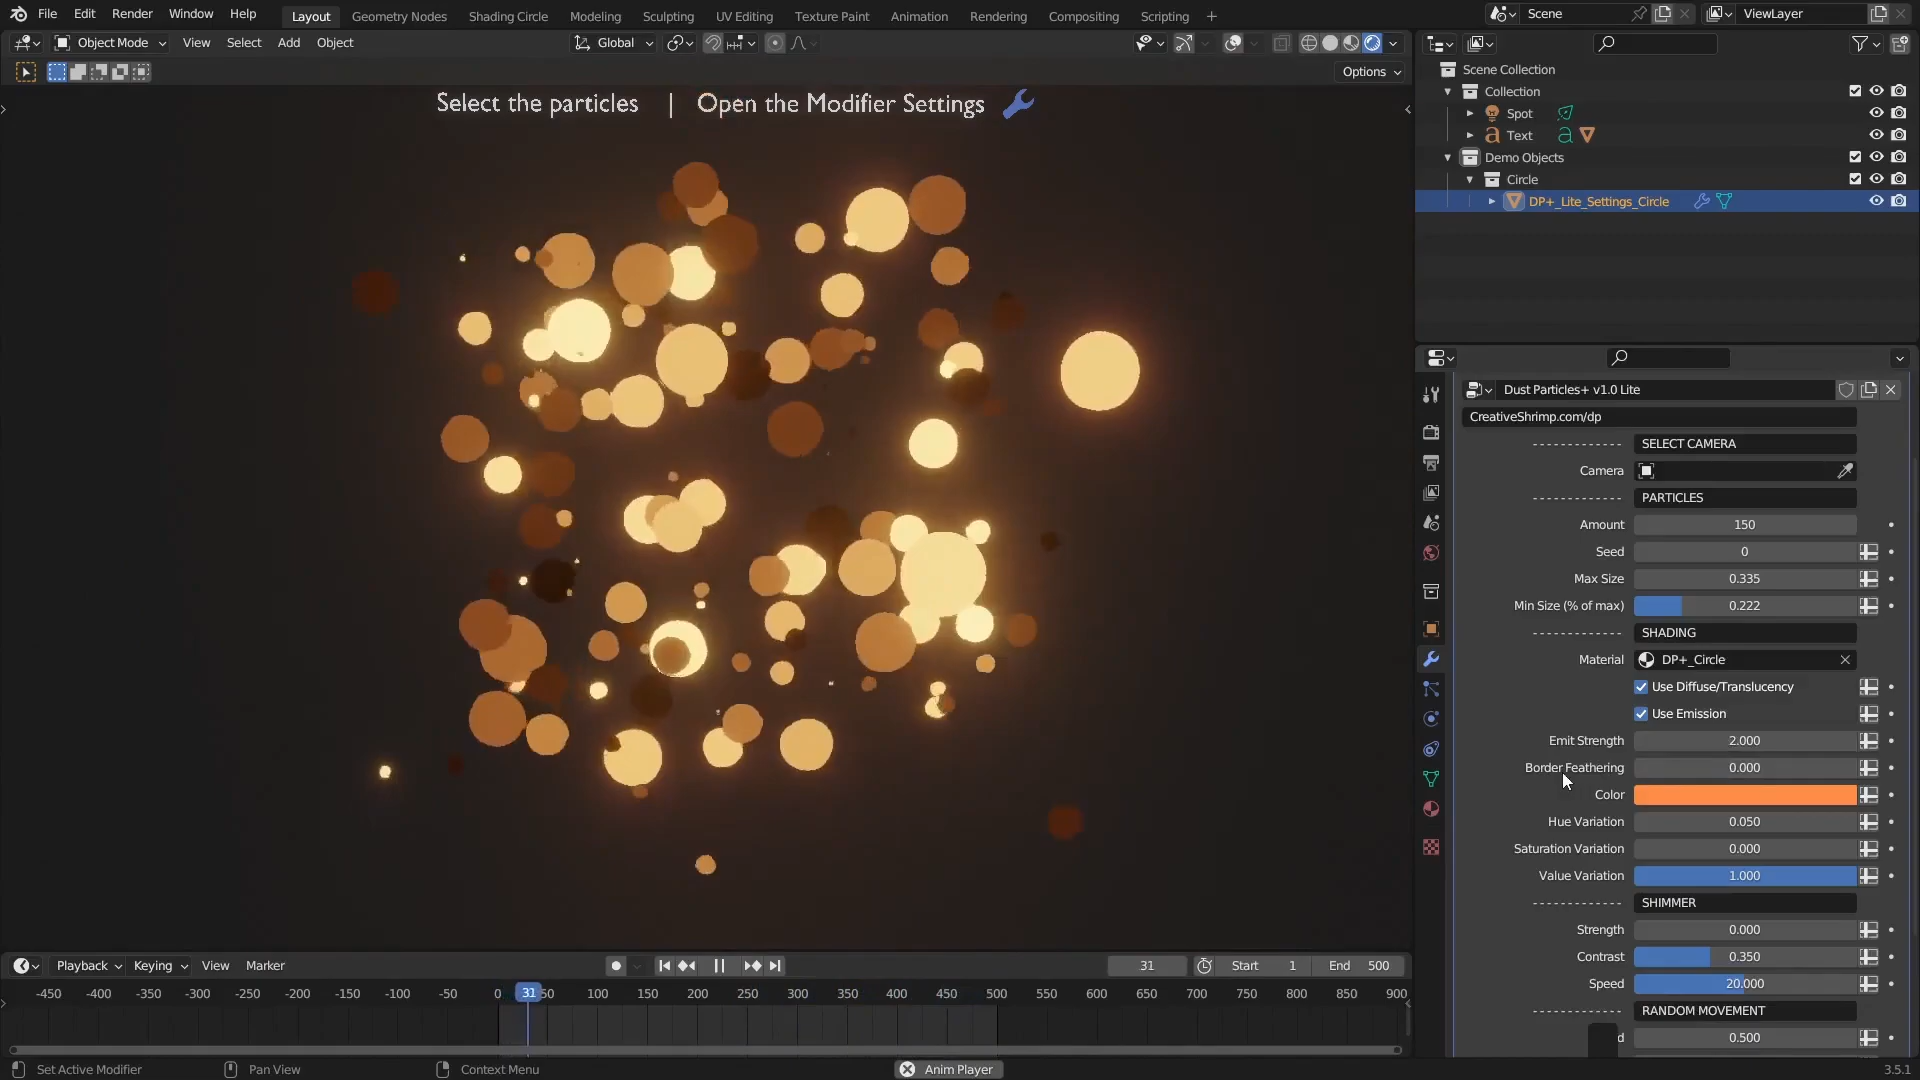 File Edit Render Window Help Layout Geometry Nodes Shading Circle Modeling Sculpting UV Editing Texture Paint Animation Rendering Compositing Scripting + Scene ViewLayer
Object Mode View Select Add Object Global
Options
Select the particles | Open the Modifier Settings
Scene Collection
Collection
Spot
Text
Demo Objects
Circle
DP+_Lite_Settings_Circle
Dust Particles+ v1.0 Lite
CreativeShrimp.com/dp
------------ SELECT CAMERA
Camera
------------ PARTICLES
Amount 150
Seed 0
Max Size 0.335
Min Size (% of max) 0.222
------------ SHADING
Material DP+_Circle
Use Diffuse/Translucency
Use Emission
Emit Strength 2.000
Border Feathering 0.000
Color
Hue Variation 0.050
Saturation Variation 0.000
Value Variation 1.000
------------ SHIMMER
Strength 0.000
Contrast 0.350
Speed 20.000
------------ RANDOM MOVEMENT
d 0.500
Playback Keying View Marker 31 Start 1 End 500
-450 -400 -350 -300 -250 -200 -150 -100 -50 0 31 50 100 150 200 250 300 350 400 450 500 550 600 650 700 750 800 850 900
Set Active Modifier Pan View Context Menu Anim Player 3.5.1